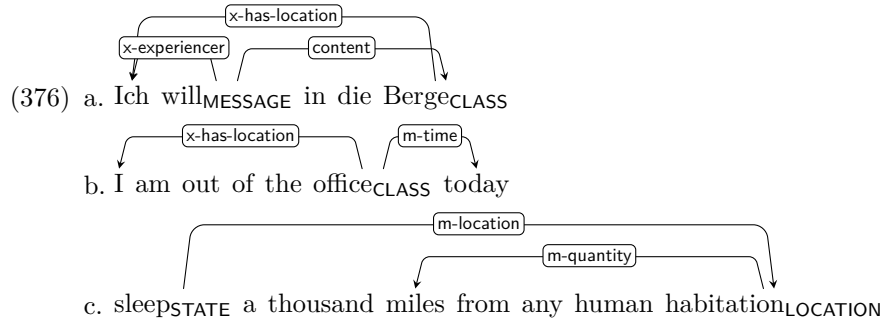 x-has-location
x-experiencer content
(376) a. Ich will MESSAGE in die Berge CLASS
x-has-location m-time
b. I am out of the office CLASS today
m-location
m-quantity
c. sleep STATE a thousand miles from any human habitation LOCATION